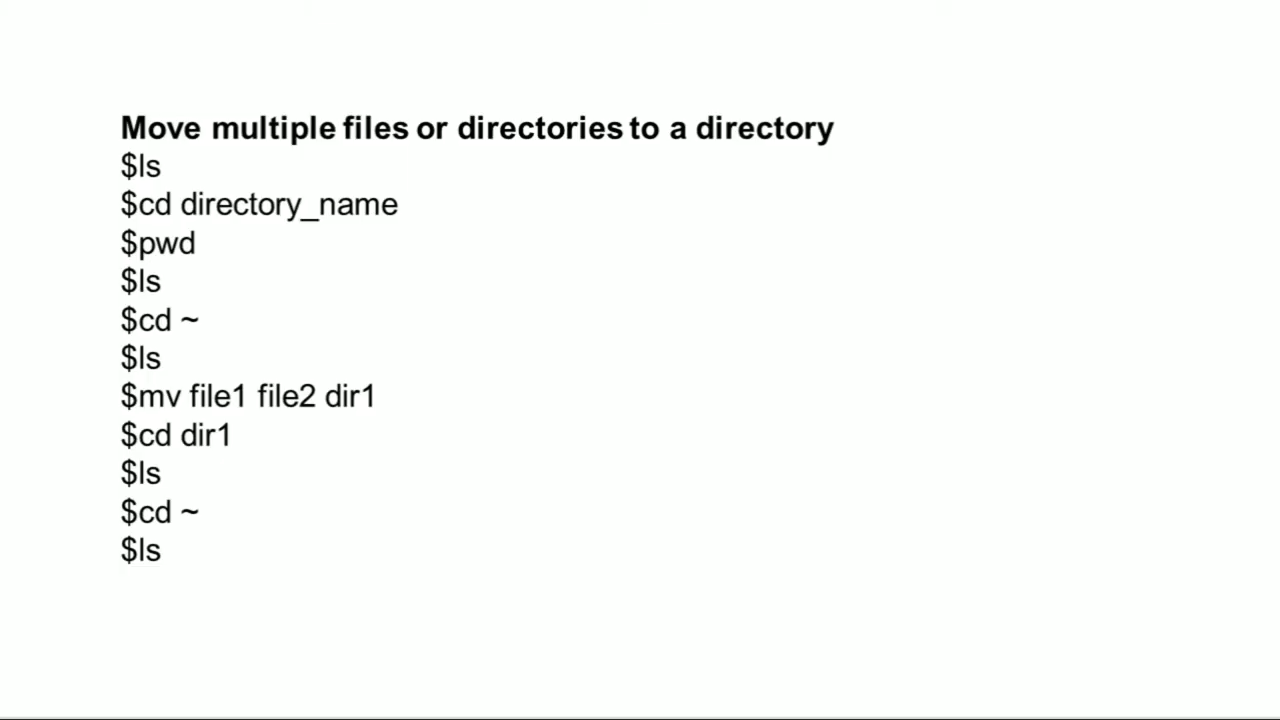 Move multiple files or directories to a directory
$ls
$cd directory_name
$pwd
$ls
$cd ~
$ls
$mv file1 file2 dir1
$cd dir1
$ls
$cd ~
$ls